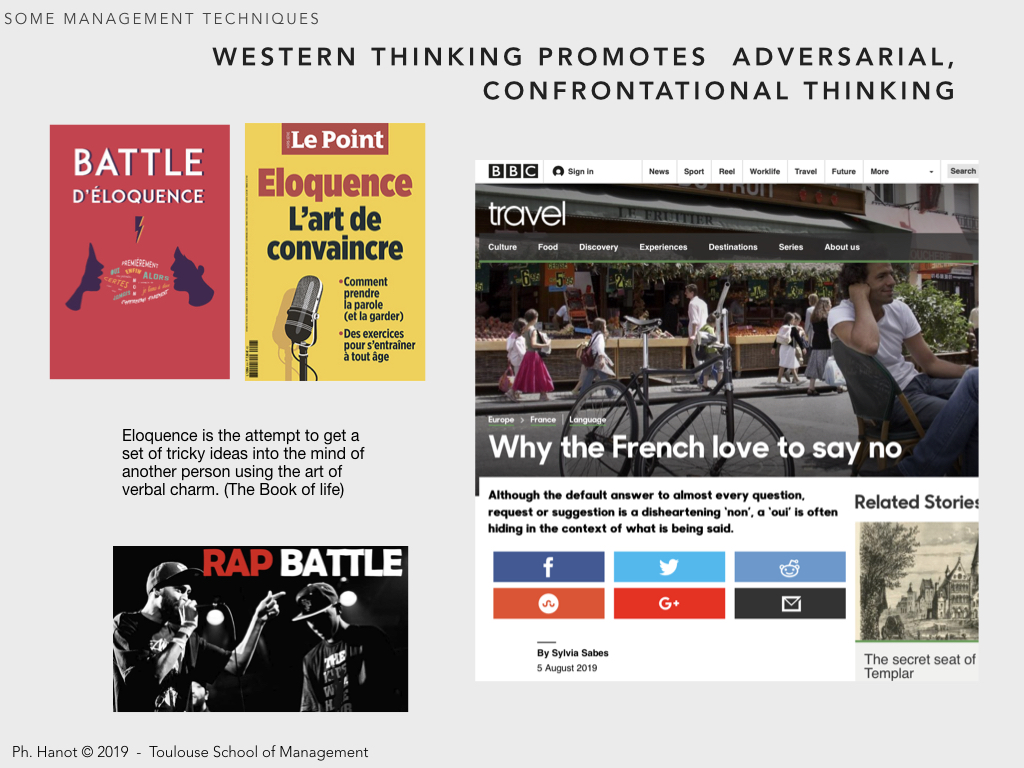 SOME MANAGEMENT TECHNIQUES
WESTERN THINKING PROMOTES ADVERSARIAL,
CONFRONTATIONAL THINKING
BATTLE
D'ÉLOQUENCE
PREMIÈREMENT
ENFIN
ALORS
CERTES
Le Point
Eloquence
L'art de
convaincre
•Comment
prendre
la parole
(et la garder)
•Des exercices
pour s'entraîner
à tout âge
Eloquence is the attempt to get a
set of tricky ideas into the mind of
another person using the art of
verbal charm. (The Book of life)
RAP BATTLE
BBC Sign in News Sport Reel Worklife Travel Future More Search
DU FRUIT
LE FRUITIER
travel
Culture Food Discovery Experiences Destinations Series About us
Europe > France | Language
Why the French love to say no
Although the default answer to almost every question,
request or suggestion is a disheartening ‘non’, a ‘oui’ is often
hiding in the context of what is being said.
Related Stories
G+
By Sylvia Sabes
5 August 2019
The secret seat of
Templar
Ph. Hanot © 2019 - Toulouse School of Management